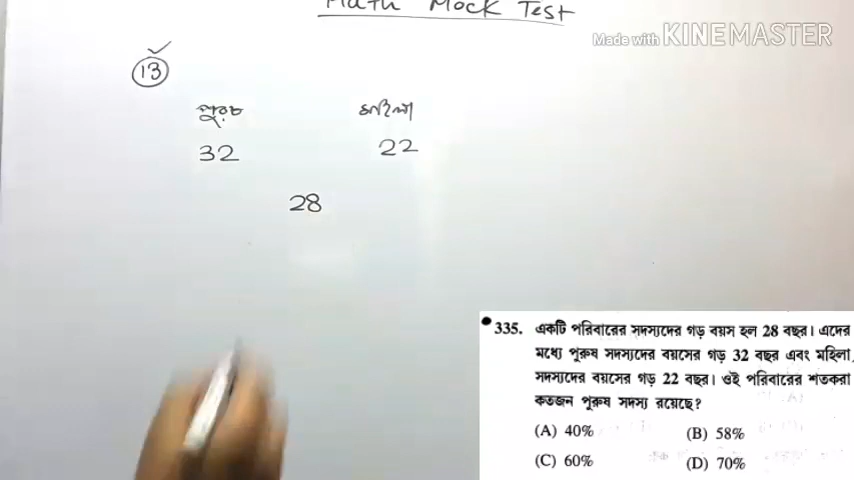 Math Mock Test
Made with KINEMASTER
13
পুরুষ মহিলা
32 22
28
335. একটি পরিবারের সদস্যদের গড় বয়স হল 28 বছর। এদের
মধ্যে পুরুষ সদস্যদের বয়সের গড় 32 বছর এবং মহিলা
সদস্যদের বয়সের গড় 22 বছর। ওই পরিবারের শতকরা
কতজন পুরুষ সদস্য রয়েছে?
(A) 40% (B) 58%
(C) 60% (D) 70%